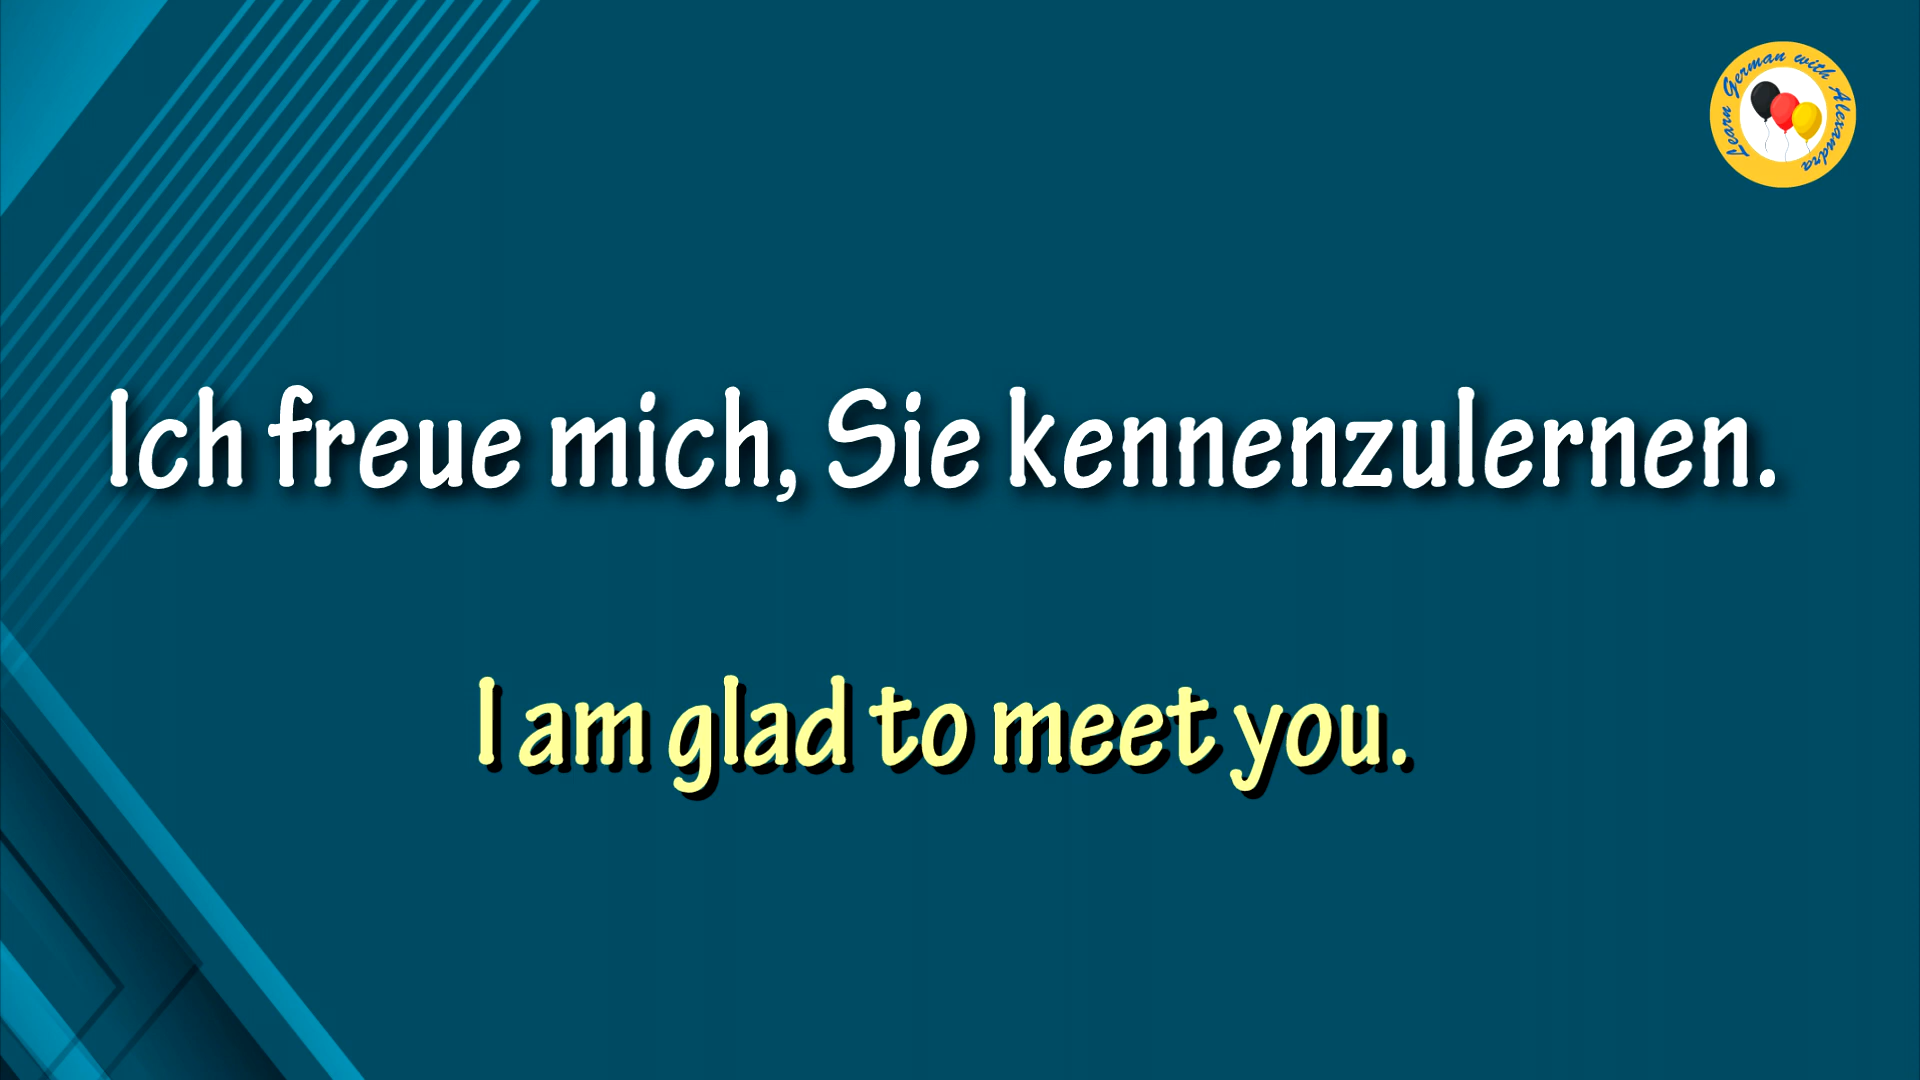 Learn German with Alexandra
Ich freue mich, Sie kennenzulernen.
I am glad to meet you.